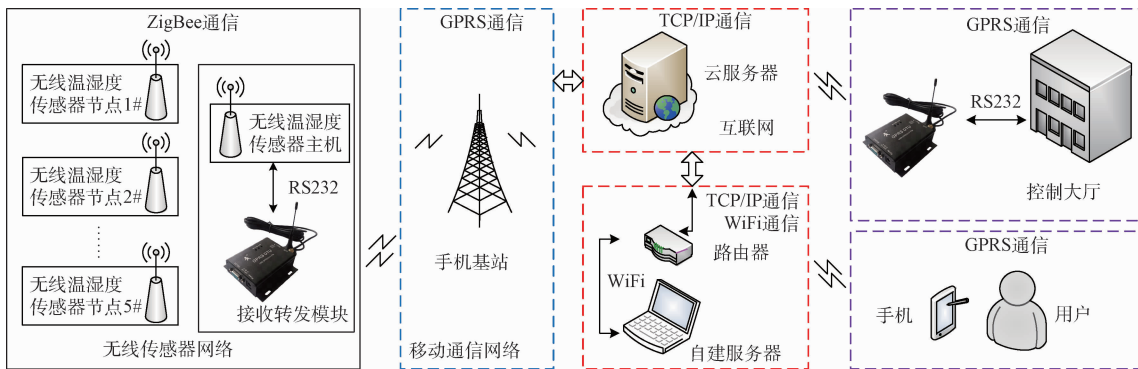 ZigBee通信
无线温湿度
传感器节点1#
无线温湿度
传感器节点2#
……
无线温湿度
传感器节点5#
无线温湿度
传感器主机
RS232
接收转发模块
无线传感器网络
GPRS通信
手机基站
移动通信网络
TCP/IP通信
云服务器
互联网
TCP/IP通信
WiFi通信
路由器
WiFi
自建服务器
GPRS通信
RS232
控制大厅
GPRS通信
手机
用户